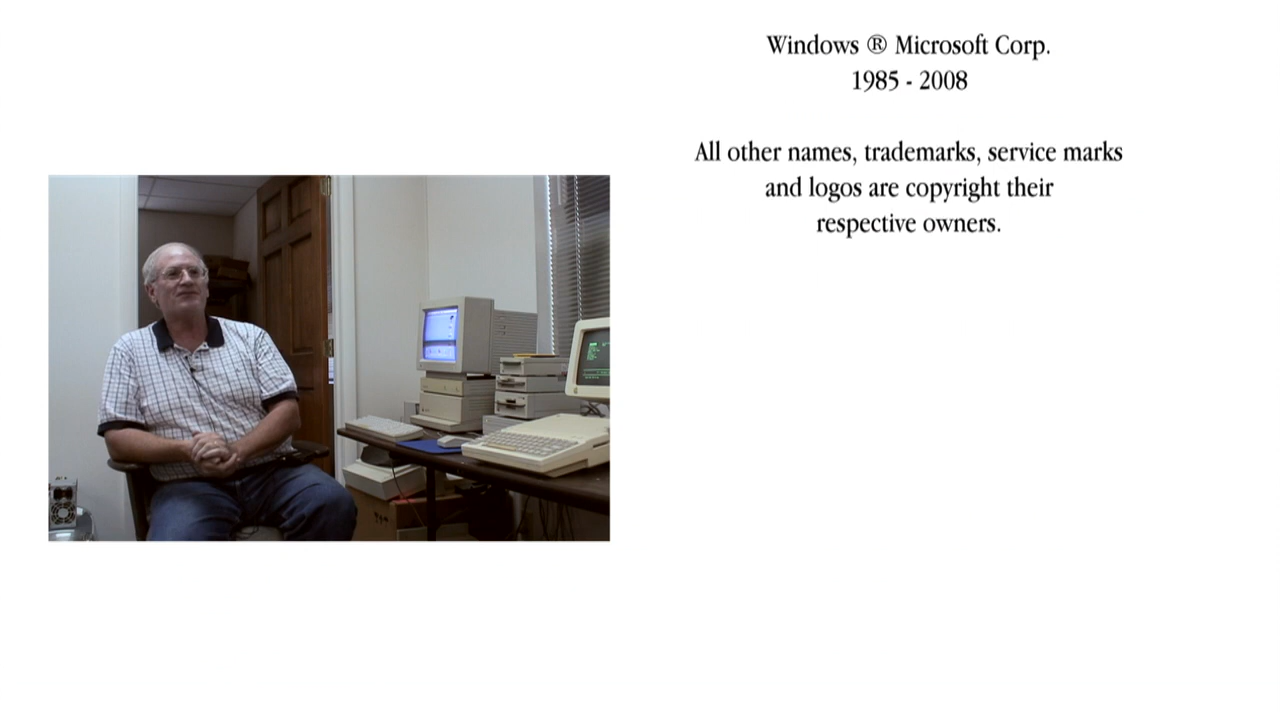 Windows ® Microsoft Corp.
1985 - 2008
All other names, trademarks, service marks
and logos are copyright their
respective owners.